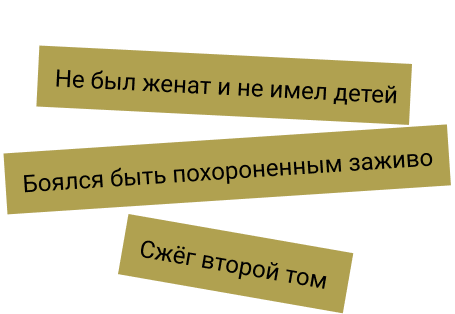 Не был женат и не имел детей
Боялся быть похороненным заживо
Сжёг второй том